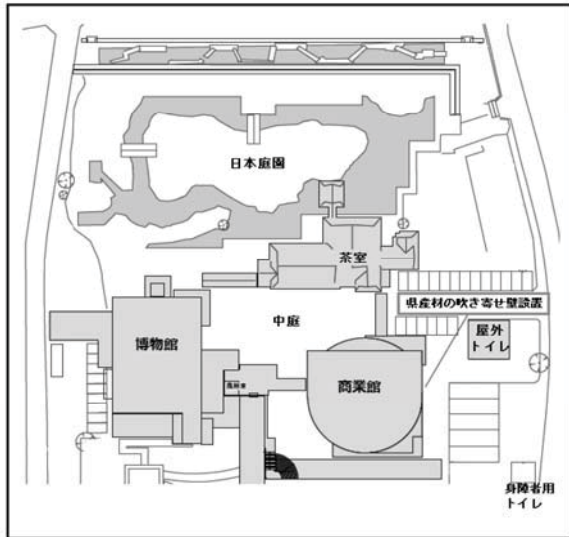 日本庭園
茶室
県産材の吹き寄せ壁設置
中庭
屋外
トイレ
博物館
商業館
身障者用
トイレ